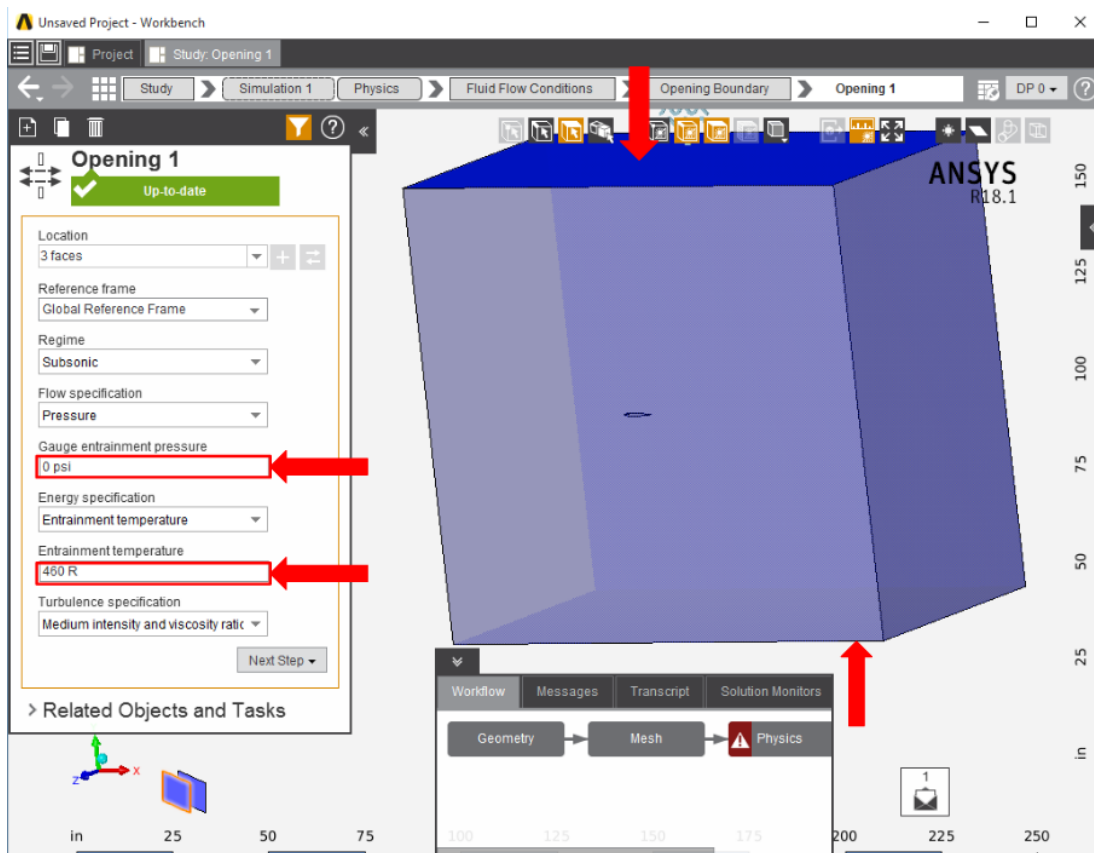 Unsaved Project - Workbench
Project
Study: Opening 1
Study
Simulation 1
Physics
Fluid Flow Conditions
Opening Boundary
Opening 1
DP 0
?
?
Opening 1
Up-to-date
Location
3 faces
Reference frame
Global Reference Frame
Regime
Subsonic
Flow specification
Pressure
Gauge entrainment pressure
0 psi
Energy specification
Entrainment temperature
Entrainment temperature
460 R
Turbulence specification
Medium intensity and viscosity ratic
Next Step
Related Objects and Tasks
ANSYS
R18.1
150
125
100
75
50
25
in
Workflow
Messages
Transcript
Solution Monitors
Geometry
Mesh
Physics
1
z
x
in
25
50
75
100
125
150
175
200
225
250